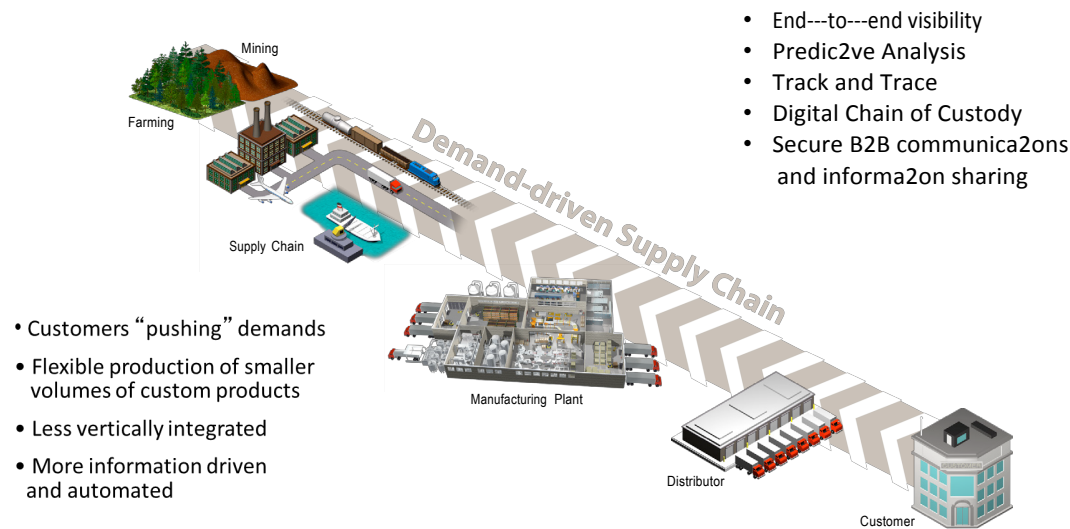 • End---to---end visibility
• Predic2ve Analysis
• Track and Trace
• Digital Chain of Custody
• Secure B2B communica2ons
and informa2on sharing
Mining
Farming
Demand-driven Supply Chain
Supply Chain
• Customers “pushing” demands
• Flexible production of smaller
volumes of custom products
• Less vertically integrated
• More information driven
and automated
Manufacturing Plant
Distributor
Customer